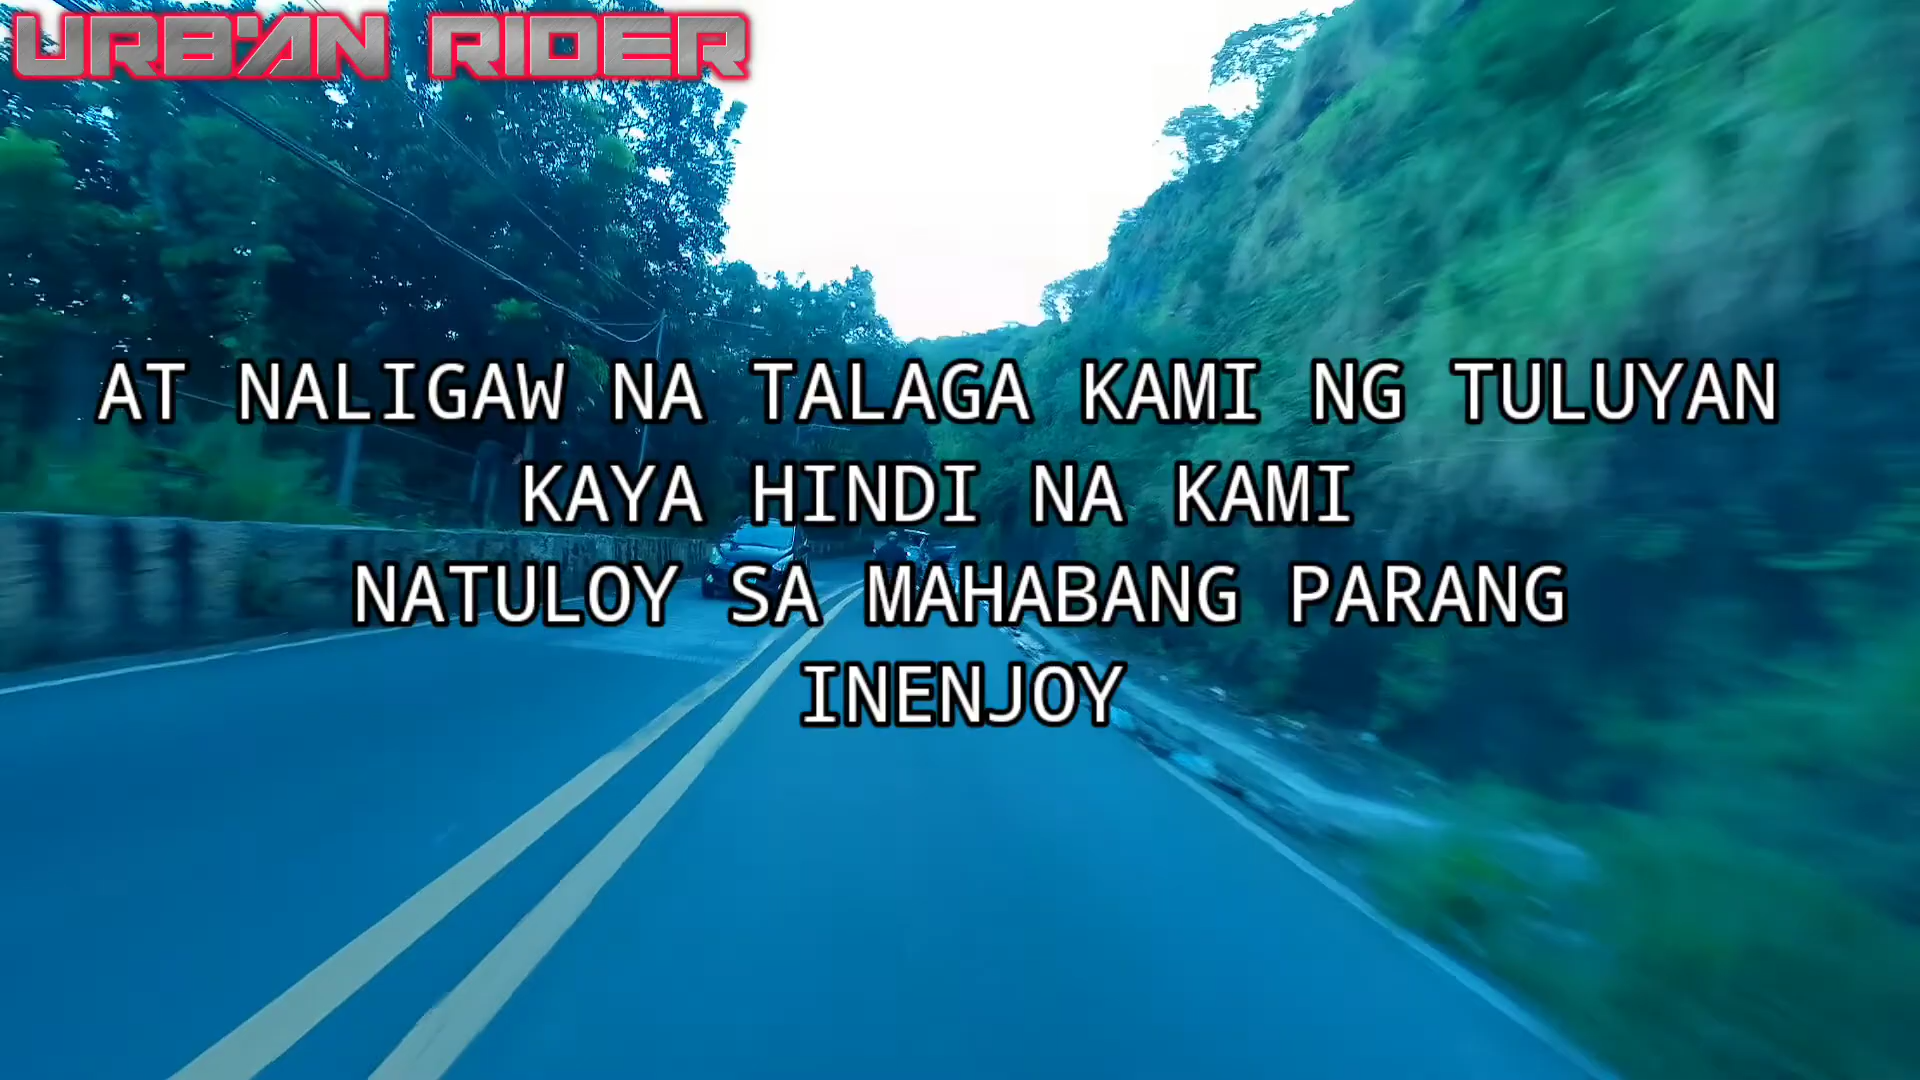 URBAN RIDER
AT NALIGAW NA TALAGA KAMI NG TULUYAN
KAYA HINDI NA KAMI
NATULOY SA MAHABANG PARANG
INENJOY